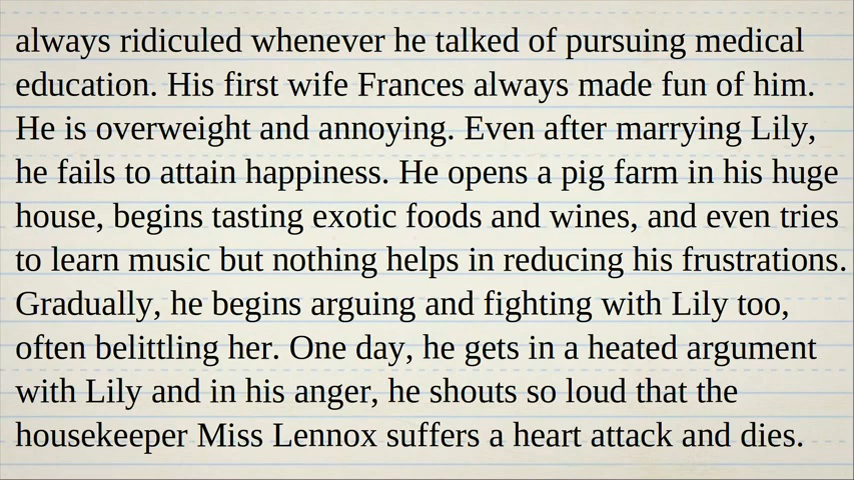 always ridiculed whenever he talked of pursuing medical
education. His first wife Frances always made fun of him.
He is overweight and annoying. Even after marrying Lily,
he fails to attain happiness. He opens a pig farm in his huge
house, begins tasting exotic foods and wines, and even tries
to learn music but nothing helps in reducing his frustrations.
Gradually, he begins arguing and fighting with Lily too,
often belittling her. One day, he gets in a heated argument
with Lily and in his anger, he shouts so loud that the
housekeeper Miss Lennox suffers a heart attack and dies.